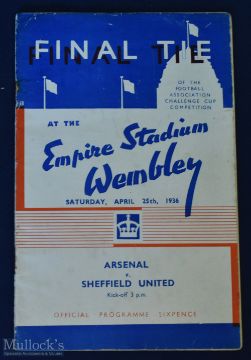 FINAL TIE
OF THE
FOOTBALL
ASSOCIATION
CHALLENGE CUP
COMPETITION
AT THE
Empire Stadium
Wembley
SATURDAY, APRIL 25th, 1936
ARSENAL
v.
SHEFFIELD UNITED
Kick-off 3 p.m.
OFFICIAL PROGRAMME SIXPENCE
Mullock's